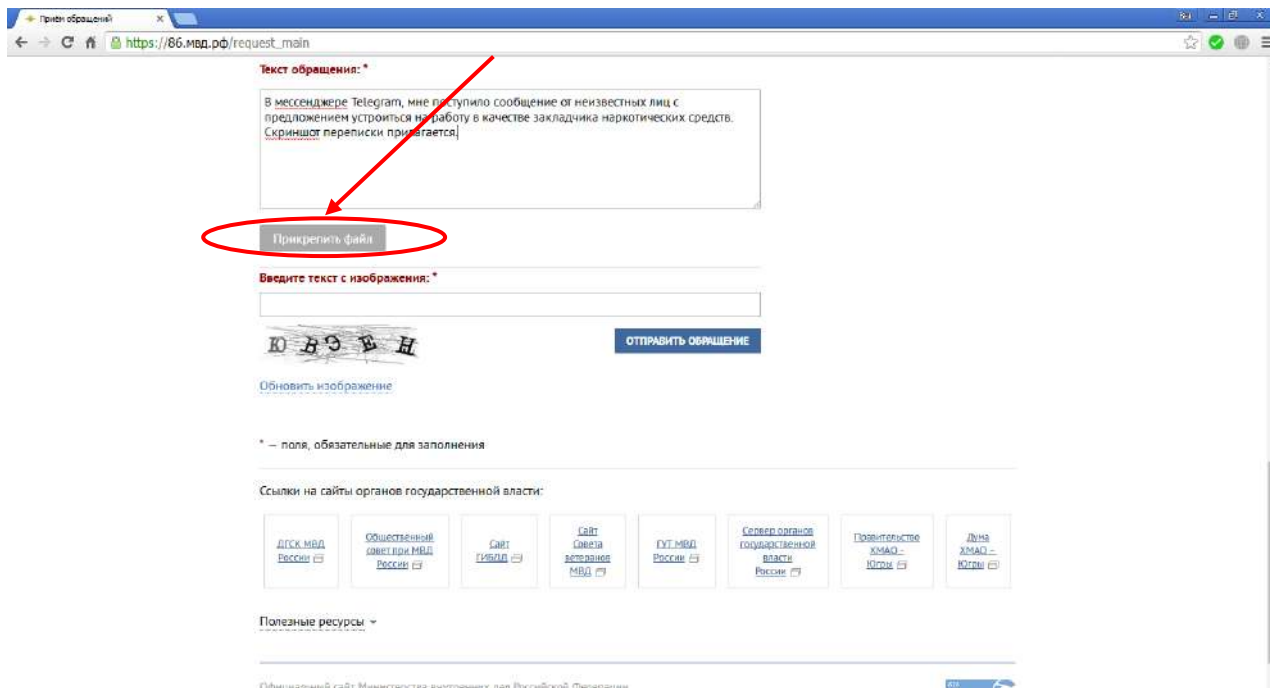 Приём обращений
https://86.мвд.рф/request_main
Текст обращения: *
В мессенджере Telegram, мне поступило сообщение от неизвестных лиц с
предложением устроиться на работу в качестве закладчика наркотических средств.
Скриншот переписки прилагается.
Прикрепить файл
Введите текст с изображения: *
Ю В Э Е Н
ОТПРАВИТЬ ОБРАЩЕНИЕ
Обновить изображение
* — поля, обязательные для заполнения
Ссылки на сайты органов государственной власти:
ДГСК МВД
России
Общественный
совет при МВД
России
Сайт
ГИБДД
Сайт
Совета
ветеранов
МВД
ГУТ МВД
России
Сервер органов
государственной
власти
России
Правительство
ХМАО –
Югры
Дума
ХМАО –
Югры
Полезные ресурсы
Официальный сайт Министерства внутренних дел Российской Федерации